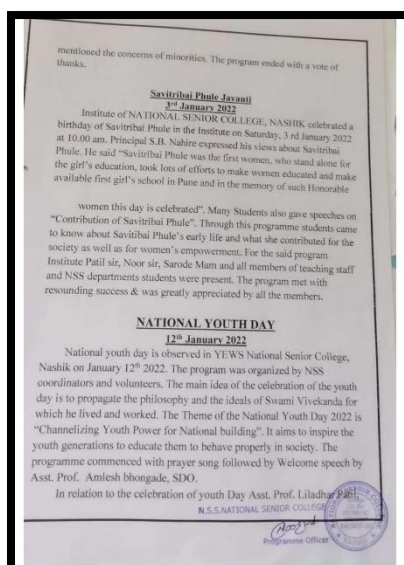 mentioned the concerns of minorities. The program ended with a vote of
thanks.
Savitribai Phule Jayanti
3rd January 2022
Institute of NATIONAL SENIOR COLLEGE, NASHIK celebrated a
birthday of Savitribai Phule in the Institute on Saturday, 3 rd January 2022
at 10.00 am. Principal S.B. Nahire expressed his views about Savitribai
Phule. He said “Savitribai Phule was the first women, who stand alone for
the girl’s education, took lots of efforts to make women educated and make
available first girl’s school in Pune and in the memory of such Honorable
women this day is celebrated”. Many Students also gave speeches on
“Contribution of Savitribai Phule”. Through this programme students came
to know about Savitibai Phule’s early life and what she contributed for the
society as well as for women’s empowerment. For the said program
Institute Patil sir, Noor sir, Sarode Mam and all members of teaching staff
and NSS departments students were present. The program met with
resounding success & was greatly appreciated by all the members.
NATIONAL YOUTH DAY
12th January 2022
National youth day is observed in YEWS National Senior College,
Nashik on January 12th 2022. The program was organized by NSS
coordinators and volunteers. The main idea of the celebration of the youth
day is to propagate the philosophy and the ideals of Swami Vivekanda for
which he lived and worked. The Theme of the National Youth Day 2022 is
“Channelizing Youth Power for National building”. It aims to inspire the
youth generations to educate them to behave properly in society. The
programme commenced with prayer song followed by Welcome speech by
Asst. Prof. Amlesh bhongade, SDO.
In relation to the celebration of youth Day Asst. Prof. Liladhar Patil,
N.S.S.NATIONAL SENIOR COLLEGE
Programme Officer